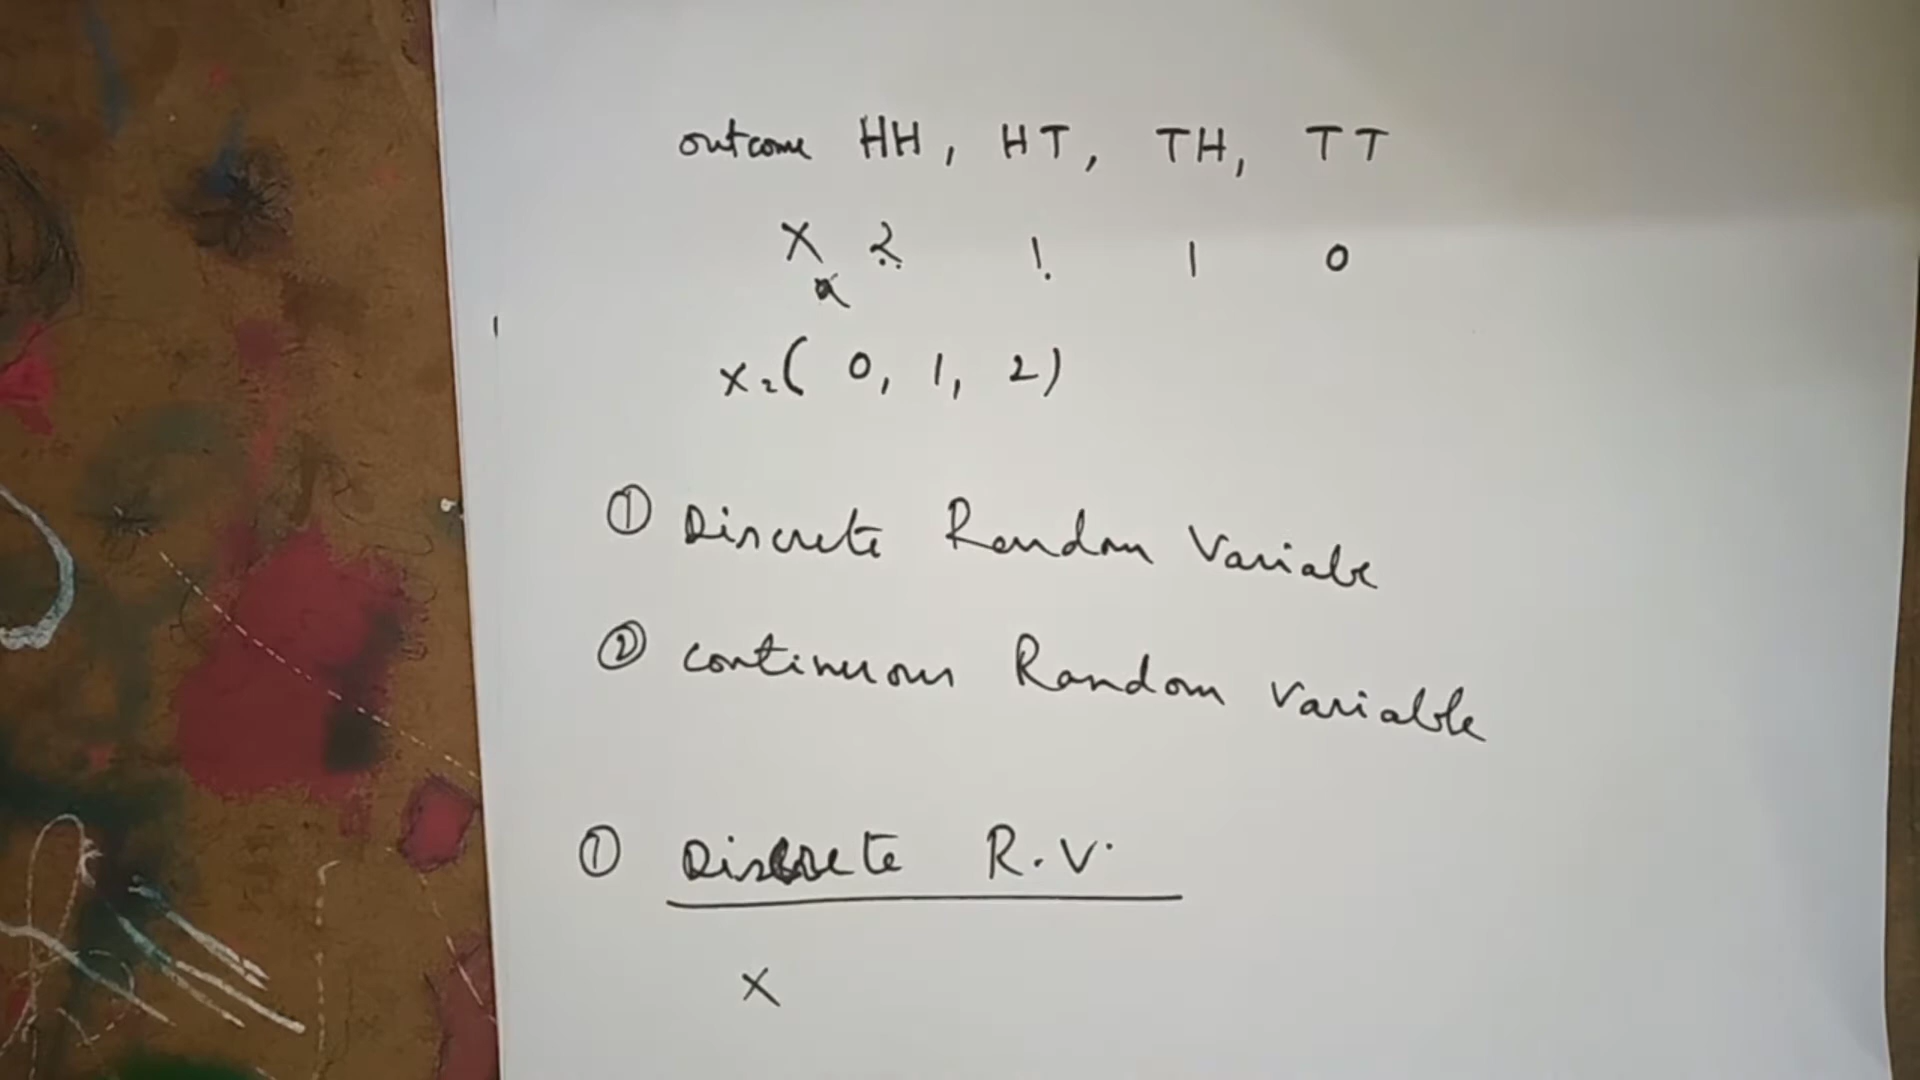 outcome HH, HT, TH, TT
X 2 1 1 0
x = ( 0, 1, 2)
① Discrete Random Variable
② continuous Random Variable
① Discrete R.V.
X